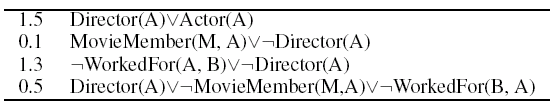 1.5 Director(A)∨Actor(A)
0.1 MovieMember(M, A)∨¬Director(A)
1.3 ¬WorkedFor(A, B)∨¬Director(A)
0.5 Director(A)∨¬MovieMember(M,A)∨¬WorkedFor(B, A)